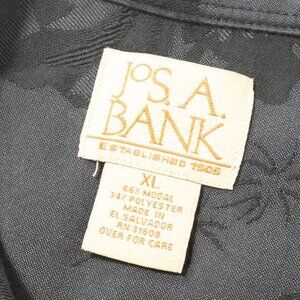 JOS. A.
BANK
ESTABLISHED 1905
XL
66% MODAL
34% POLYESTER
MADE IN
EL SALVADOR
RN 31608
OVER FOR CARE